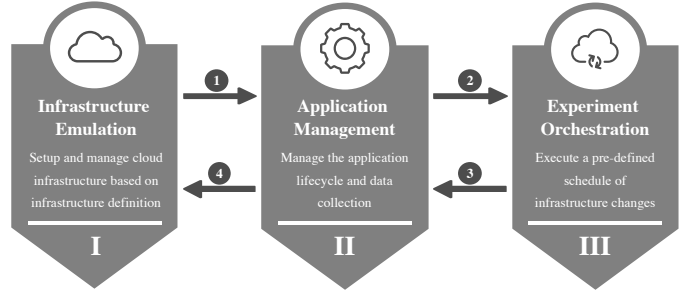 Infrastructure
Emulation
Setup and manage cloud
infrastructure based on
infrastructure definition
I
1
4
Application
Management
Manage the application
lifecycle and data
collection
II
2
3
Experiment
Orchestration
Execute a pre-defined
schedule of
infrastructure changes
III